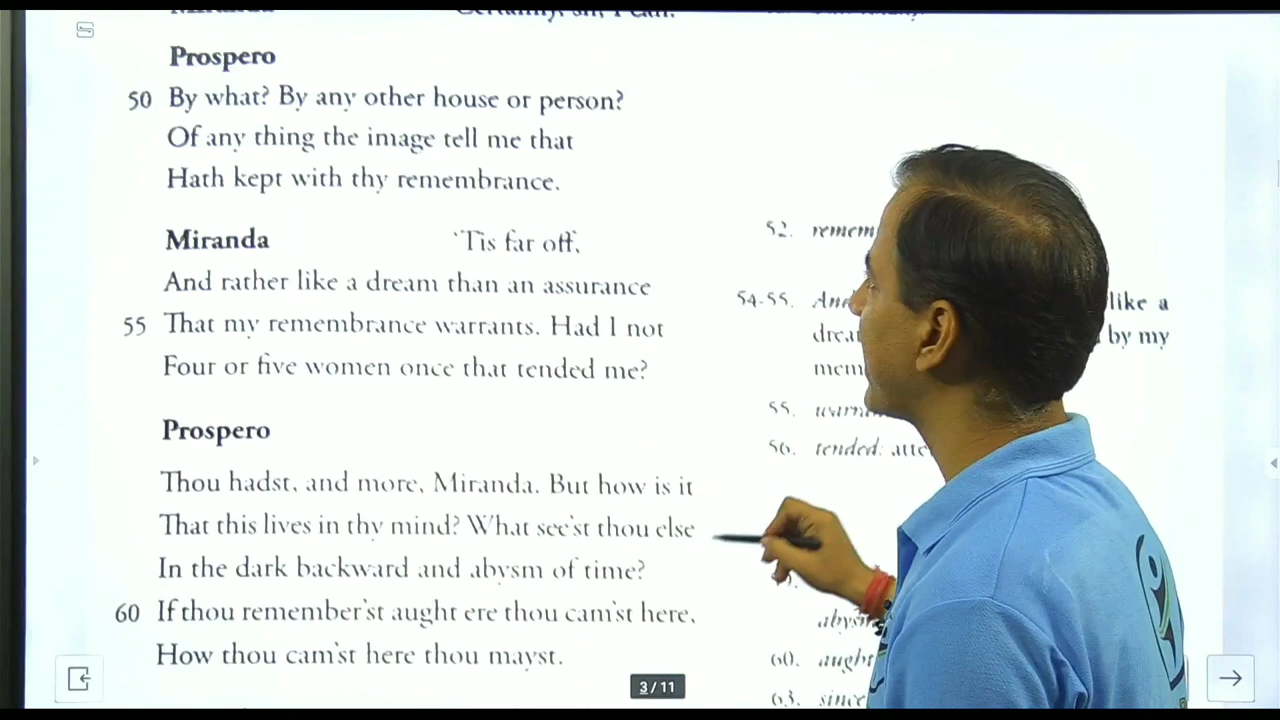 Prospero
50 By what? By any other house or person?
Of any thing the image tell me that
Hath kept with thy remembrance.
Miranda 'Tis far off,
And rather like a dream than an assurance
55 That my remembrance warrants. Had I not
Four or five women once that tended me?
Prospero
Thou hadst, and more, Miranda. But how is it
That this lives in thy mind? What see'st thou else
In the dark backward and abysm of time?
60 If thou remember'st aught ere thou cam'st here,
How thou cam'st here thou mayst.
52.
54-55. like a
by my
55.
56. tended:
60. aught
63. since
3/11